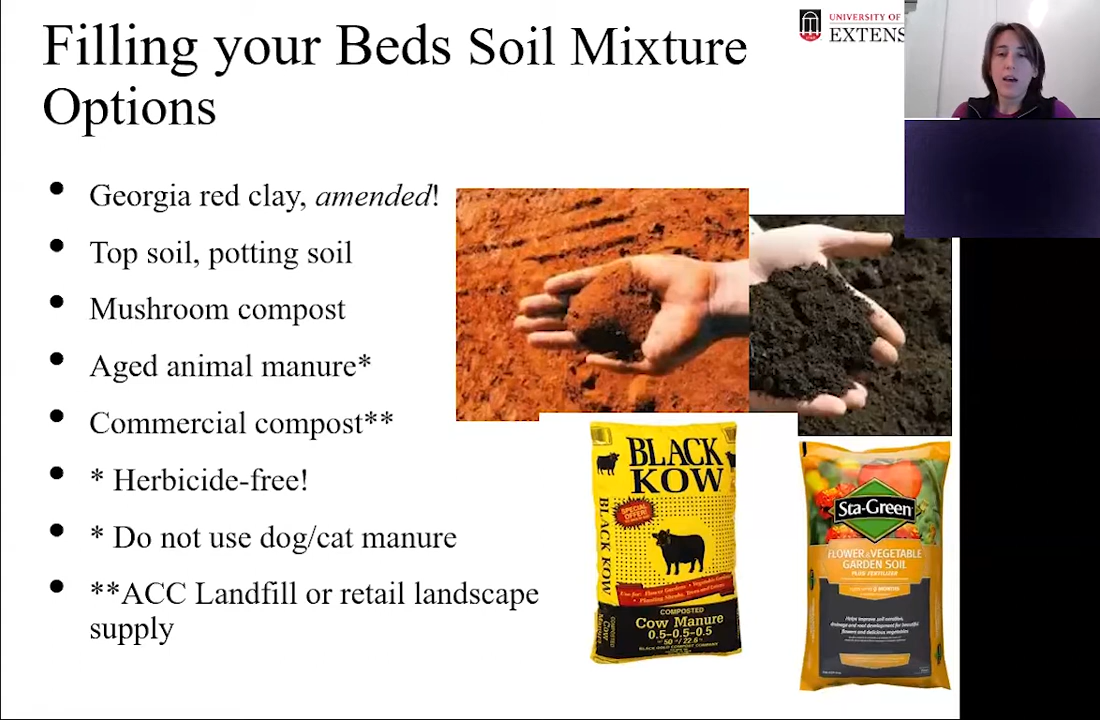 Filling your Beds Soil Mixture
Options
UNIVERSITY OF
EXTENS
• Georgia red clay, amended!
• Top soil, potting soil
• Mushroom compost
• Aged animal manure*
• Commercial compost**
• * Herbicide-free!
• * Do not use dog/cat manure
• **ACC Landfill or retail landscape
supply
BLACK
KOW
SPECIAL
OFFER!
BLACK KOW
COMPOSTED
Cow Manure
0.5-0.5-0.5
Sta-Green
FLOWER & VEGETABLE
GARDEN SOIL
PLUS FERTILIZER